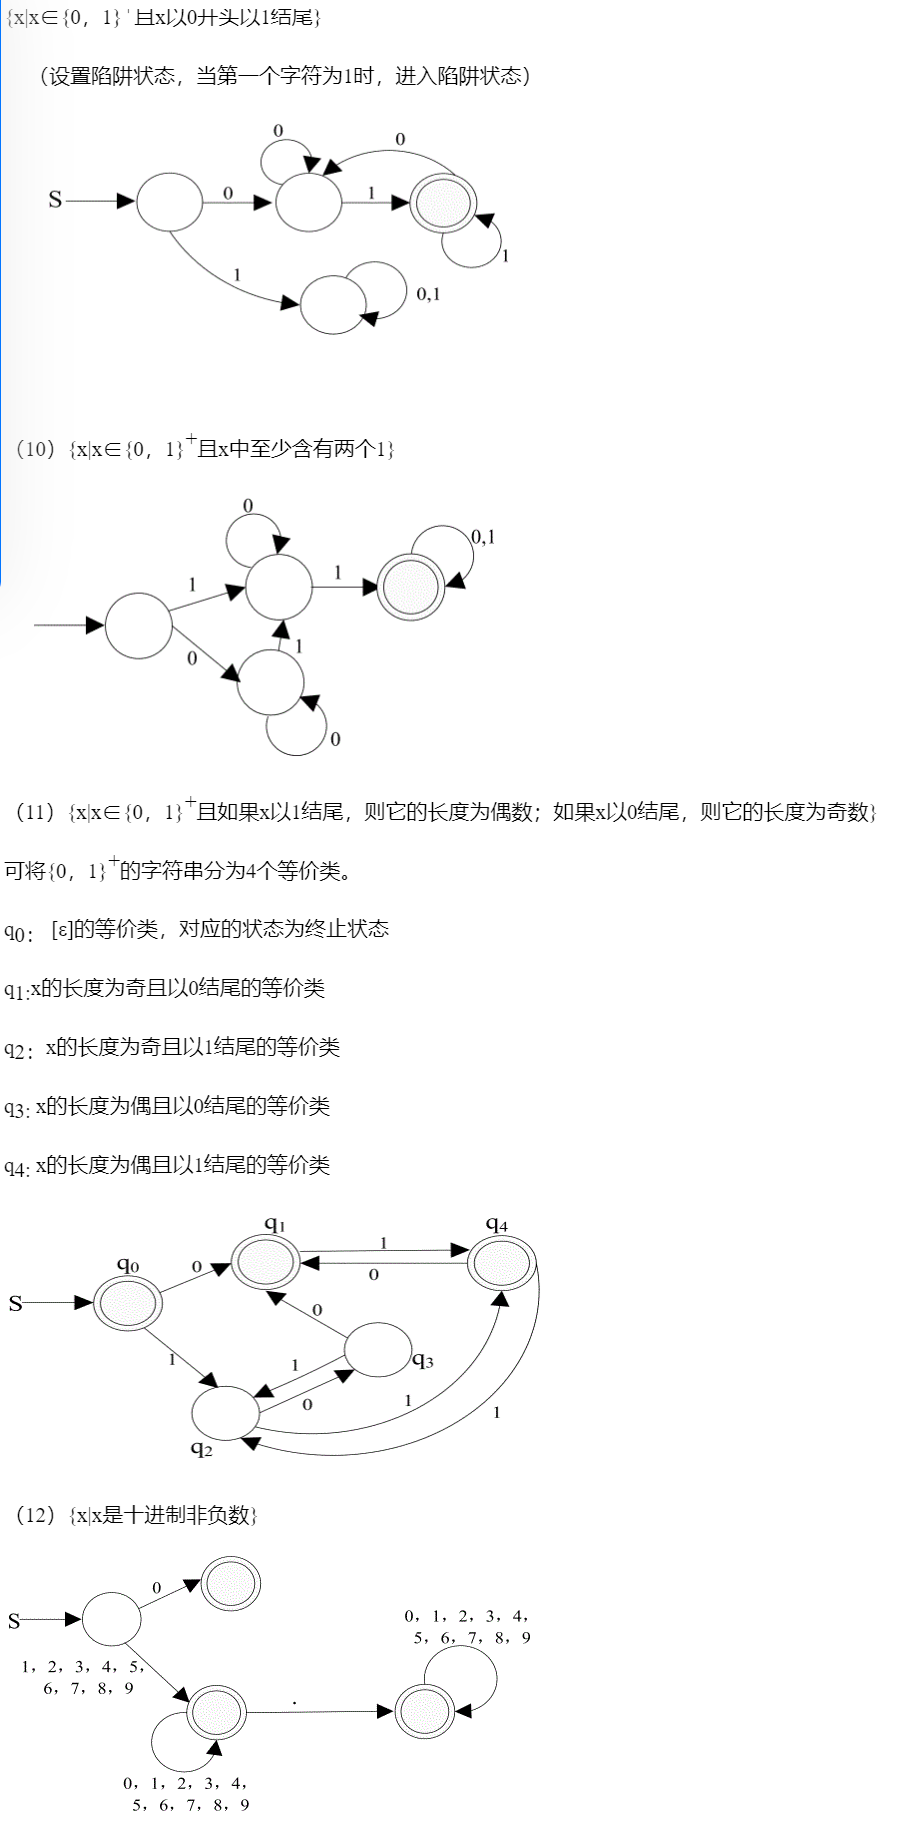 {x|x∈{0，1}⁺且x以0开头以1结尾}
（设置陷阱状态，当第一个字符为1时，进入陷阱状态）
0
0
S
0
1
1
1
0,1
（10）{x|x∈{0，1}⁺且x中至少含有两个1}
0
0,1
1
1
0
1
0
（11）{x|x∈{0，1}⁺且如果x以1结尾，则它的长度为偶数；如果x以0结尾，则它的长度为奇数}
可将{0，1}⁺的字符串分为4个等价类。
q0： [ε]的等价类，对应的状态为终止状态
q1:x的长度为奇且以0结尾的等价类
q2：x的长度为奇且以1结尾的等价类
q3: x的长度为偶且以0结尾的等价类
q4: x的长度为偶且以1结尾的等价类
q1
q4
1
q0
0
0
S
0
1
1
q3
0
1
1
q2
（12）{x|x是十进制非负数}
0
S
0，1，2，3，4，
5，6，7，8，9
1，2，3，4，5，
6，7，8，9
.
0，1，2，3，4，
5，6，7，8，9